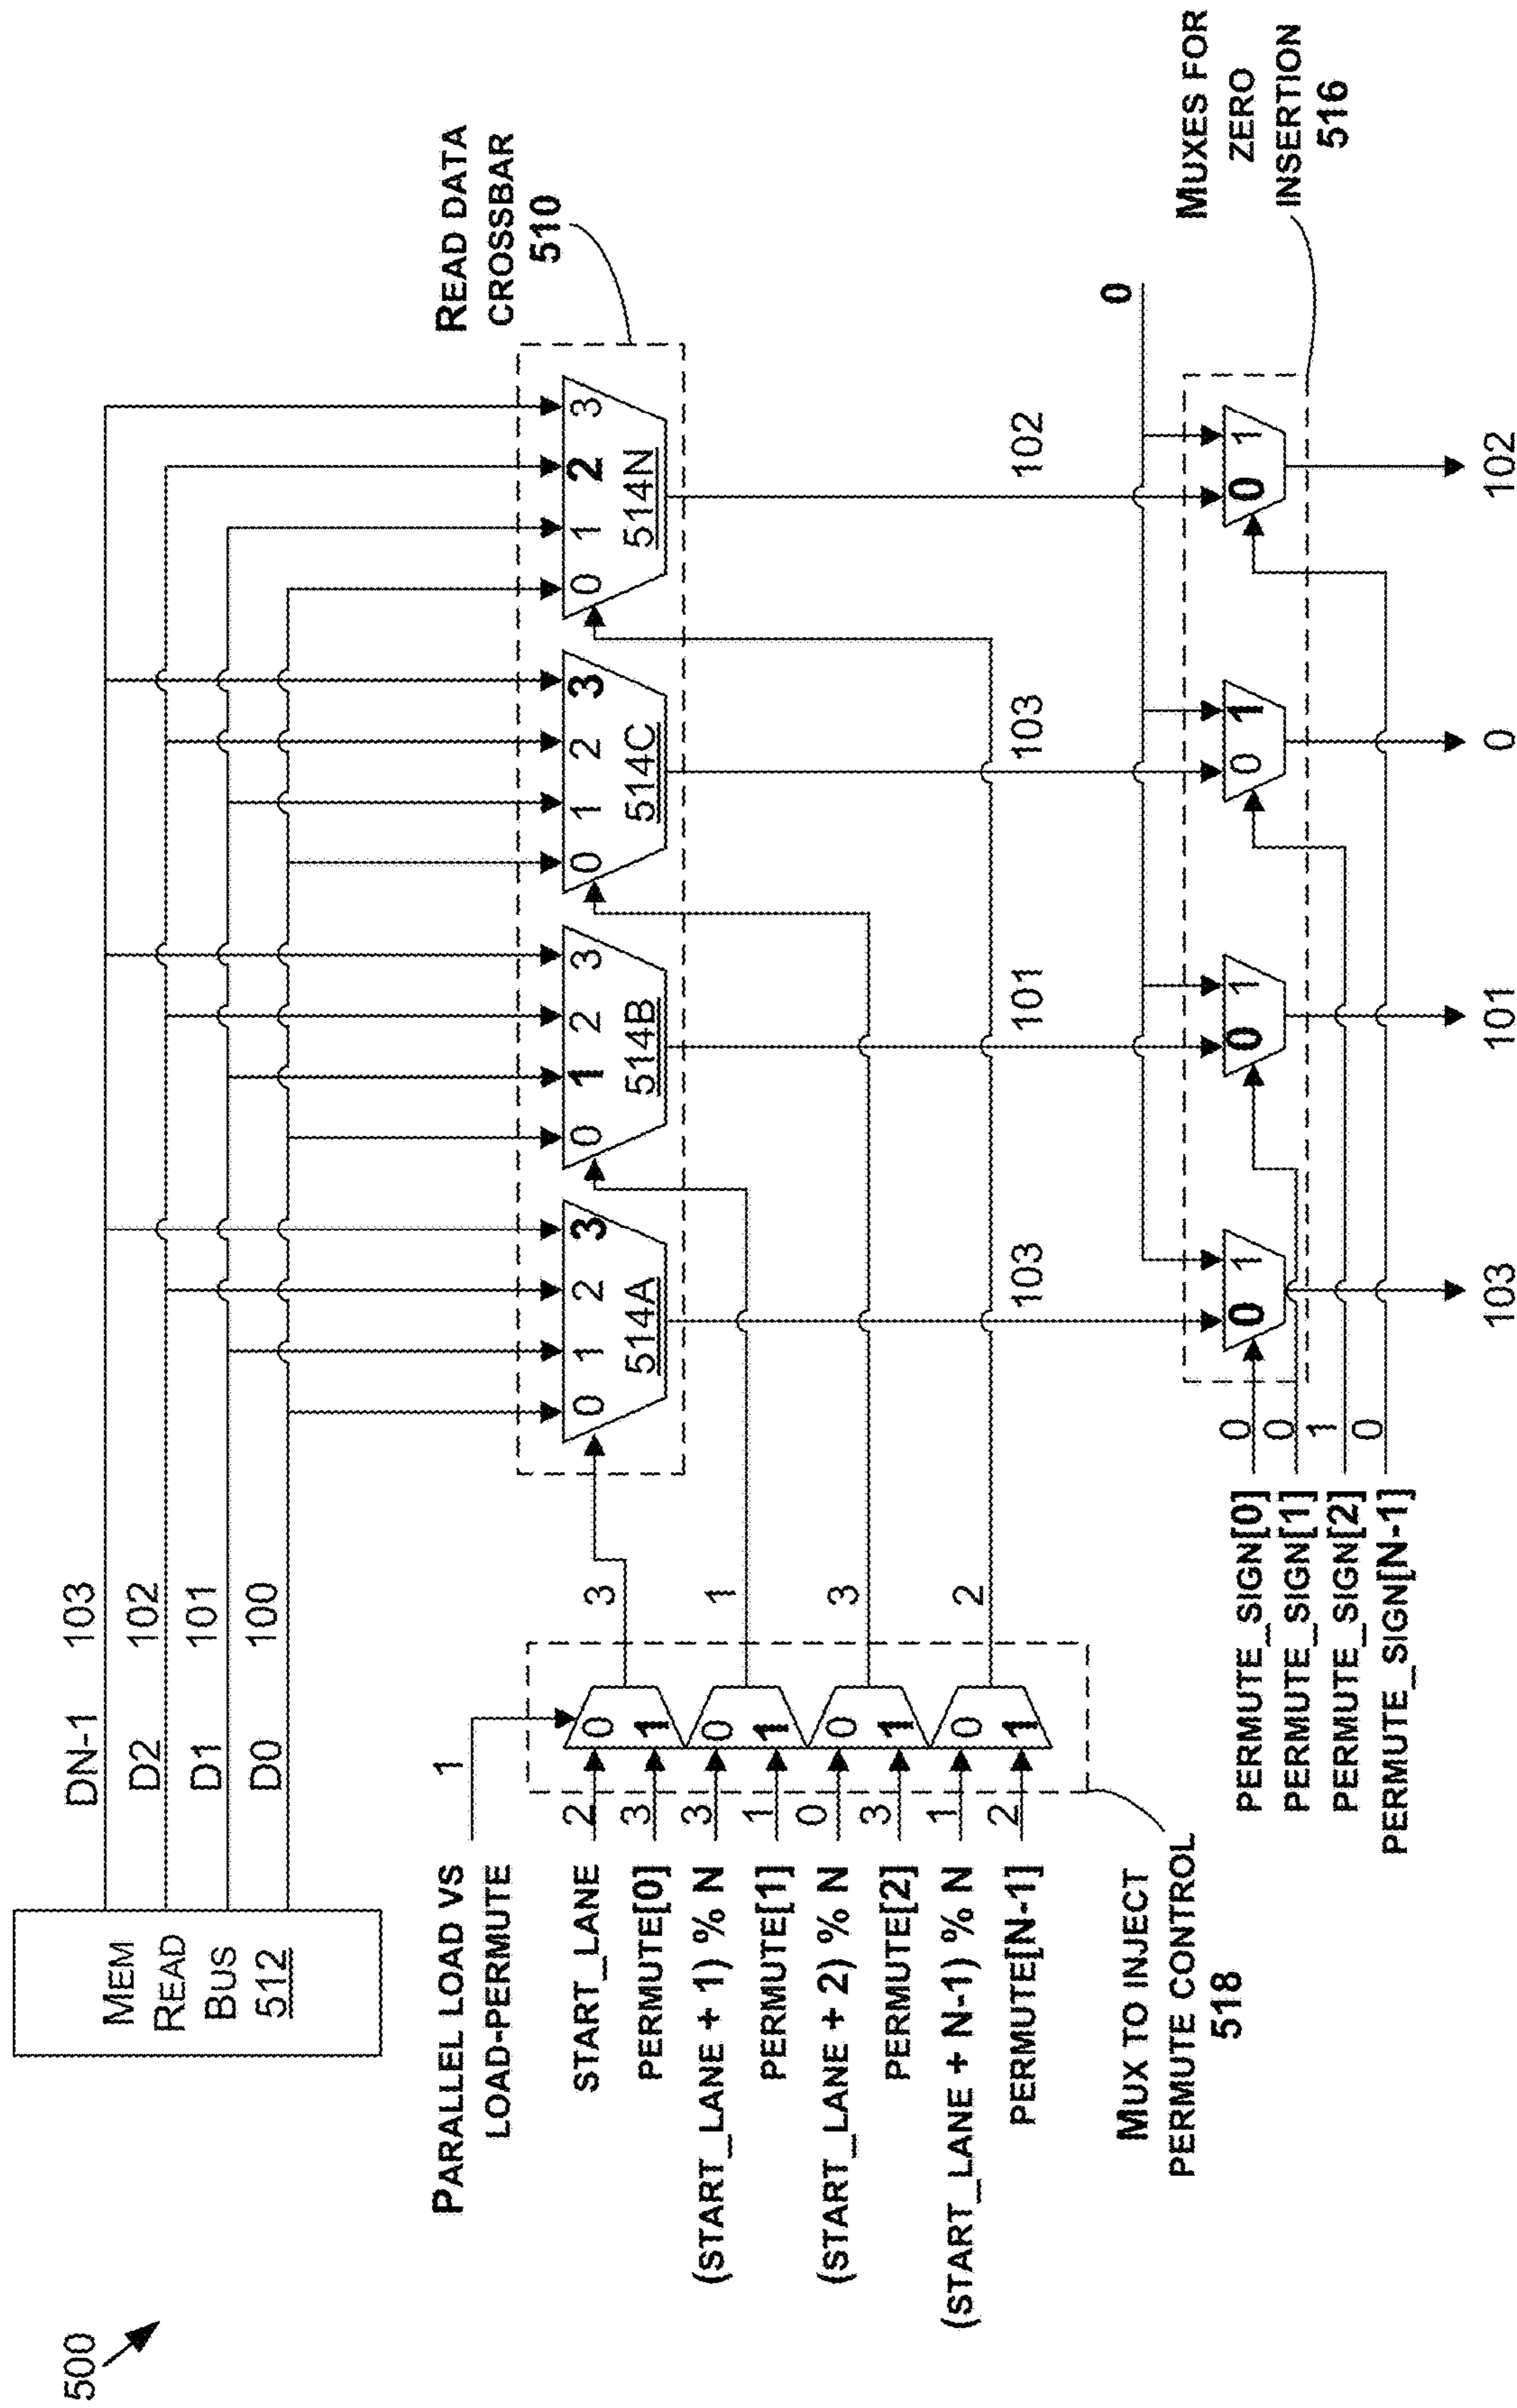 500
MEM
READ
BUS
512
DN-1 103
D2 102
D1 101
D0 100
READ DATA
CROSSBAR
510
PARALLEL LOAD VS
LOAD-PERMUTE
1
START_LANE 2
PERMUTE[0] 3
(START_LANE + 1) % N 3
PERMUTE[1] 1
(START_LANE + 2) % N 0
PERMUTE[2] 3
(START_LANE + N-1) % N 1
PERMUTE[N-1] 2
0 1
0 1
0 1
0 1
3
1
3
2
MUX TO INJECT
PERMUTE CONTROL
518
0 1 2 3
514A
0 1 2 3
514B
0 1 2 3
514C
0 1 2 3
514N
103
101
103
102
0
MUXES FOR
ZERO
INSERTION
516
0 1
0 1
0 1
0 1
PERMUTE_SIGN[0] 0
PERMUTE_SIGN[1] 0
PERMUTE_SIGN[2] 1
PERMUTE_SIGN[N-1] 0
103
101
0
102